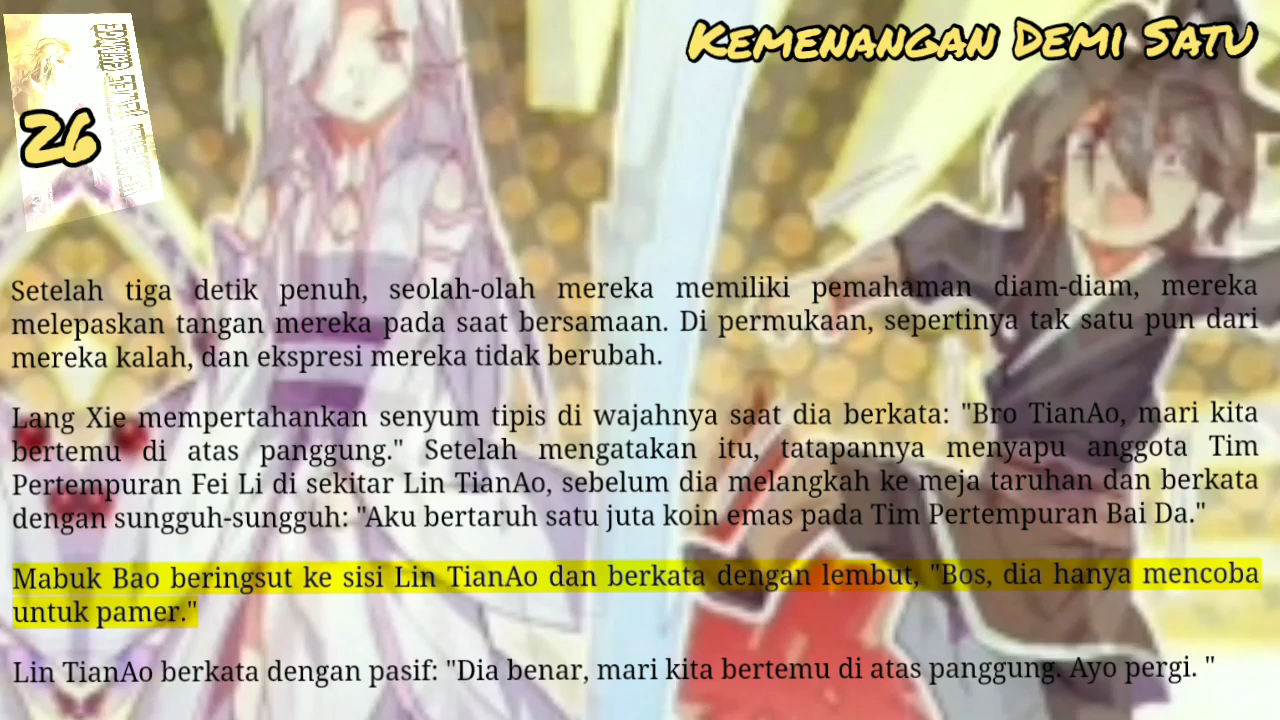 Kemenangan Demi Satu
26
Setelah tiga detik penuh, seolah-olah mereka memiliki pemahaman diam-diam, mereka
melepaskan tangan mereka pada saat bersamaan. Di permukaan, sepertinya tak satu pun dari
mereka kalah, dan ekspresi mereka tidak berubah.
Lang Xie mempertahankan senyum tipis di wajahnya saat dia berkata: "Bro TianAo, mari kita
bertemu di atas panggung." Setelah mengatakan itu, tatapannya menyapu anggota Tim
Pertempuran Fei Li di sekitar Lin TianAo, sebelum dia melangkah ke meja taruhan dan berkata
dengan sungguh-sungguh: "Aku bertaruh satu juta koin emas pada Tim Pertempuran Bai Da."
Mabuk Bao beringsut ke sisi Lin TianAo dan berkata dengan lembut, "Bos, dia hanya mencoba
untuk pamer."
Lin TianAo berkata dengan pasif: "Dia benar, mari kita bertemu di atas panggung. Ayo pergi. "